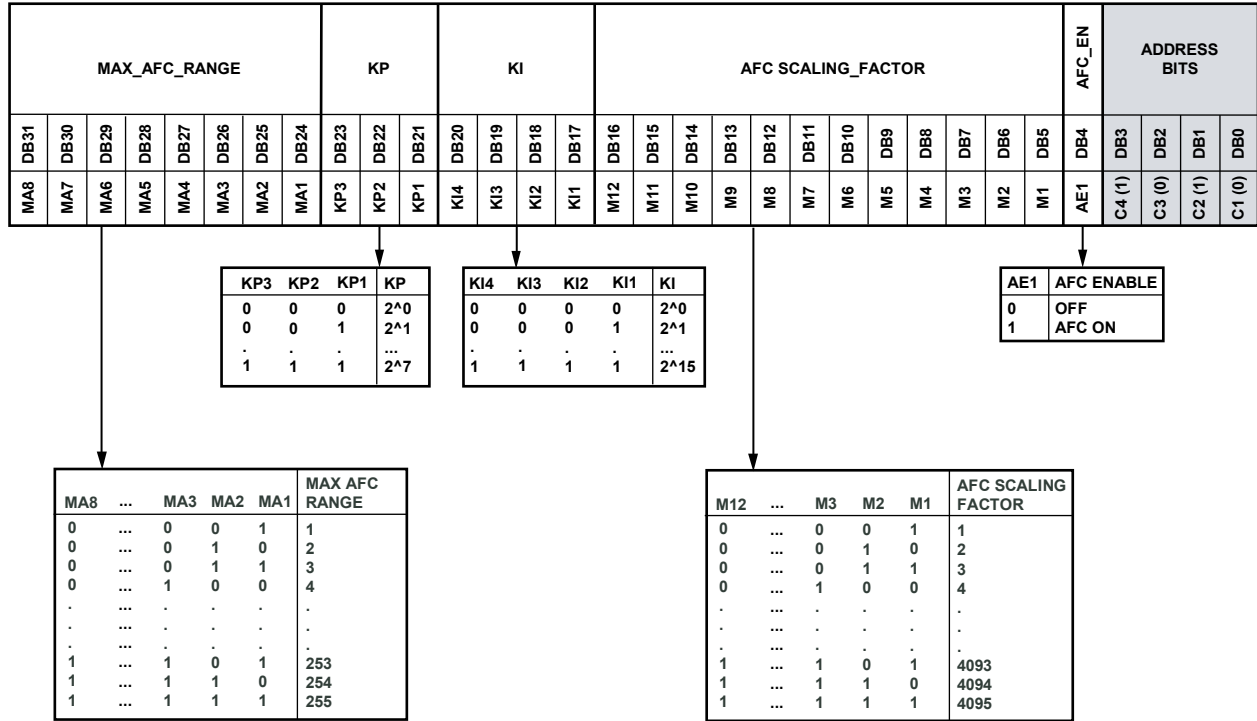 MAX_AFC_RANGE KP KI AFC SCALING_FACTOR AFC_EN ADDRESS
BITS
DB31 DB30 DB29 DB28 DB27 DB26 DB25 DB24 DB23 DB22 DB21 DB20 DB19 DB18 DB17 DB16 DB15 DB14 DB13 DB12 DB11 DB10 DB9 DB8 DB7 DB6 DB5 DB4 DB3 DB2 DB1 DB0
MA8 MA7 MA6 MA5 MA4 MA3 MA2 MA1 KP3 KP2 KP1 KI4 KI3 KI2 KI1 M12 M11 M10 M9 M8 M7 M6 M5 M4 M3 M2 M1 AE1 C4 (1) C3 (0) C2 (1) C1 (0)
KP3 KP2 KP1 KP
0 0 0 2^0
0 0 1 2^1
. . . ...
1 1 1 2^7
KI4 KI3 KI2 KI1 KI
0 0 0 0 2^0
0 0 0 1 2^1
. . . . ...
1 1 1 1 2^15
AE1 AFC ENABLE
0 OFF
1 AFC ON
MA8 ... MA3 MA2 MA1 MAX AFC
RANGE
0 ... 0 0 1 1
0 ... 0 1 0 2
0 ... 0 1 1 3
0 ... 1 0 0 4
. ... . . . .
. ... . . . .
. ... . . . .
1 ... 1 0 1 253
1 ... 1 1 0 254
1 ... 1 1 1 255
M12 ... M3 M2 M1 AFC SCALING
FACTOR
0 ... 0 0 1 1
0 ... 0 1 0 2
0 ... 0 1 1 3
0 ... 1 0 0 4
. ... . . . .
. ... . . . .
. ... . . . .
1 ... 1 0 1 4093
1 ... 1 1 0 4094
1 ... 1 1 1 4095